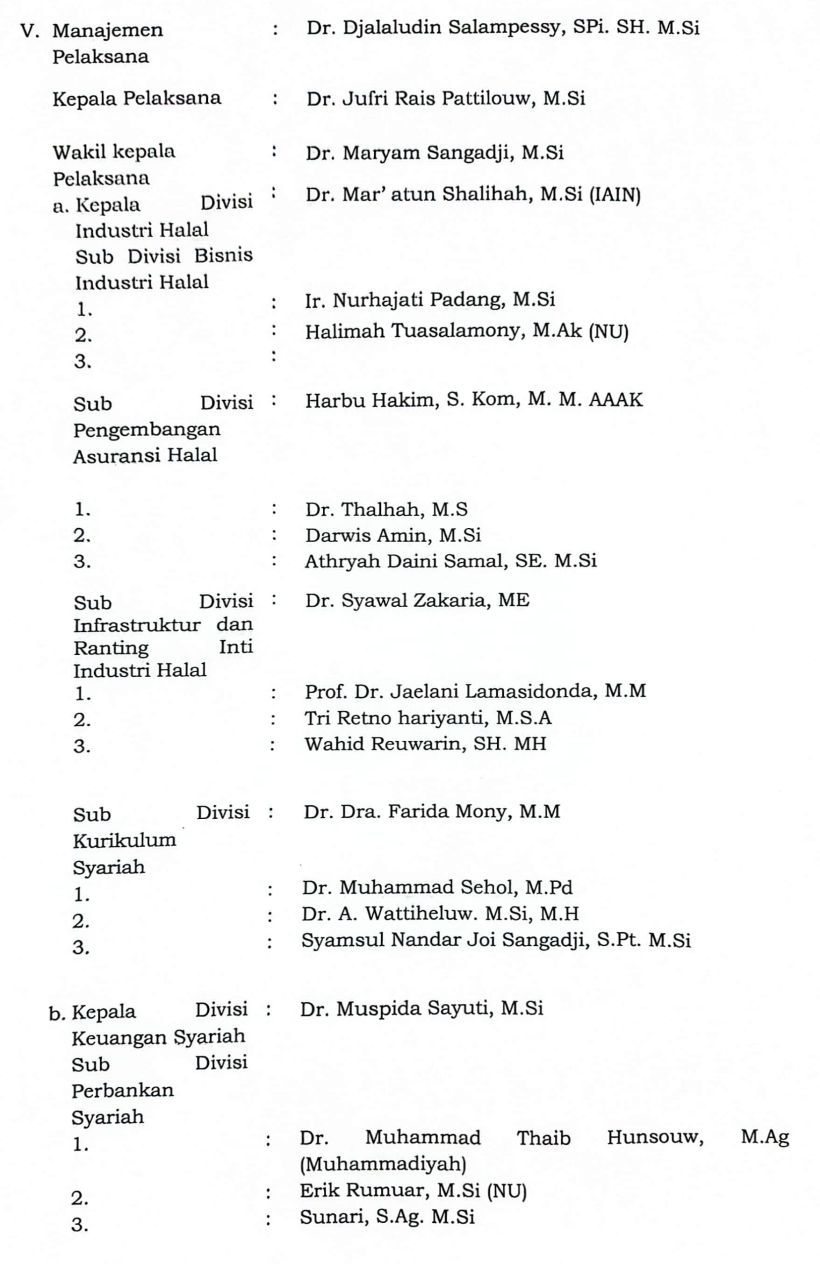 V. Manajemen : Dr. Djalaludin Salampessy, SPi. SH. M.Si
Pelaksana
Kepala Pelaksana : Dr. Jufri Rais Pattilouw, M.Si
Wakil kepala : Dr. Maryam Sangadji, M.Si
Pelaksana
a. Kepala Divisi : Dr. Mar' atun Shalihah, M.Si (IAIN)
Industri Halal
Sub Divisi Bisnis
Industri Halal
1. : Ir. Nurhajati Padang, M.Si
2. : Halimah Tuasalamony, M.Ak (NU)
3. :
Sub Divisi : Harbu Hakim, S. Kom, M. M. AAAK
Pengembangan
Asuransi Halal
1. : Dr. Thalhah, M.S
2. : Darwis Amin, M.Si
3. : Athryah Daini Samal, SE. M.Si
Sub Divisi : Dr. Syawal Zakaria, ME
Infrastruktur dan
Ranting Inti
Industri Halal
1. : Prof. Dr. Jaelani Lamasidonda, M.M
2. : Tri Retno hariyanti, M.S.A
3. : Wahid Reuwarin, SH. MH
Sub Divisi : Dr. Dra. Farida Mony, M.M
Kurikulum
Syariah
1. : Dr. Muhammad Sehol, M.Pd
2. : Dr. A. Wattiheluw. M.Si, M.H
3. : Syamsul Nandar Joi Sangadji, S.Pt. M.Si
b. Kepala Divisi : Dr. Muspida Sayuti, M.Si
Keuangan Syariah
Sub Divisi
Perbankan
Syariah
1. : Dr. Muhammad Thaib Hunsouw, M.Ag
(Muhammadiyah)
2. : Erik Rumuar, M.Si (NU)
3. : Sunari, S.Ag. M.Si